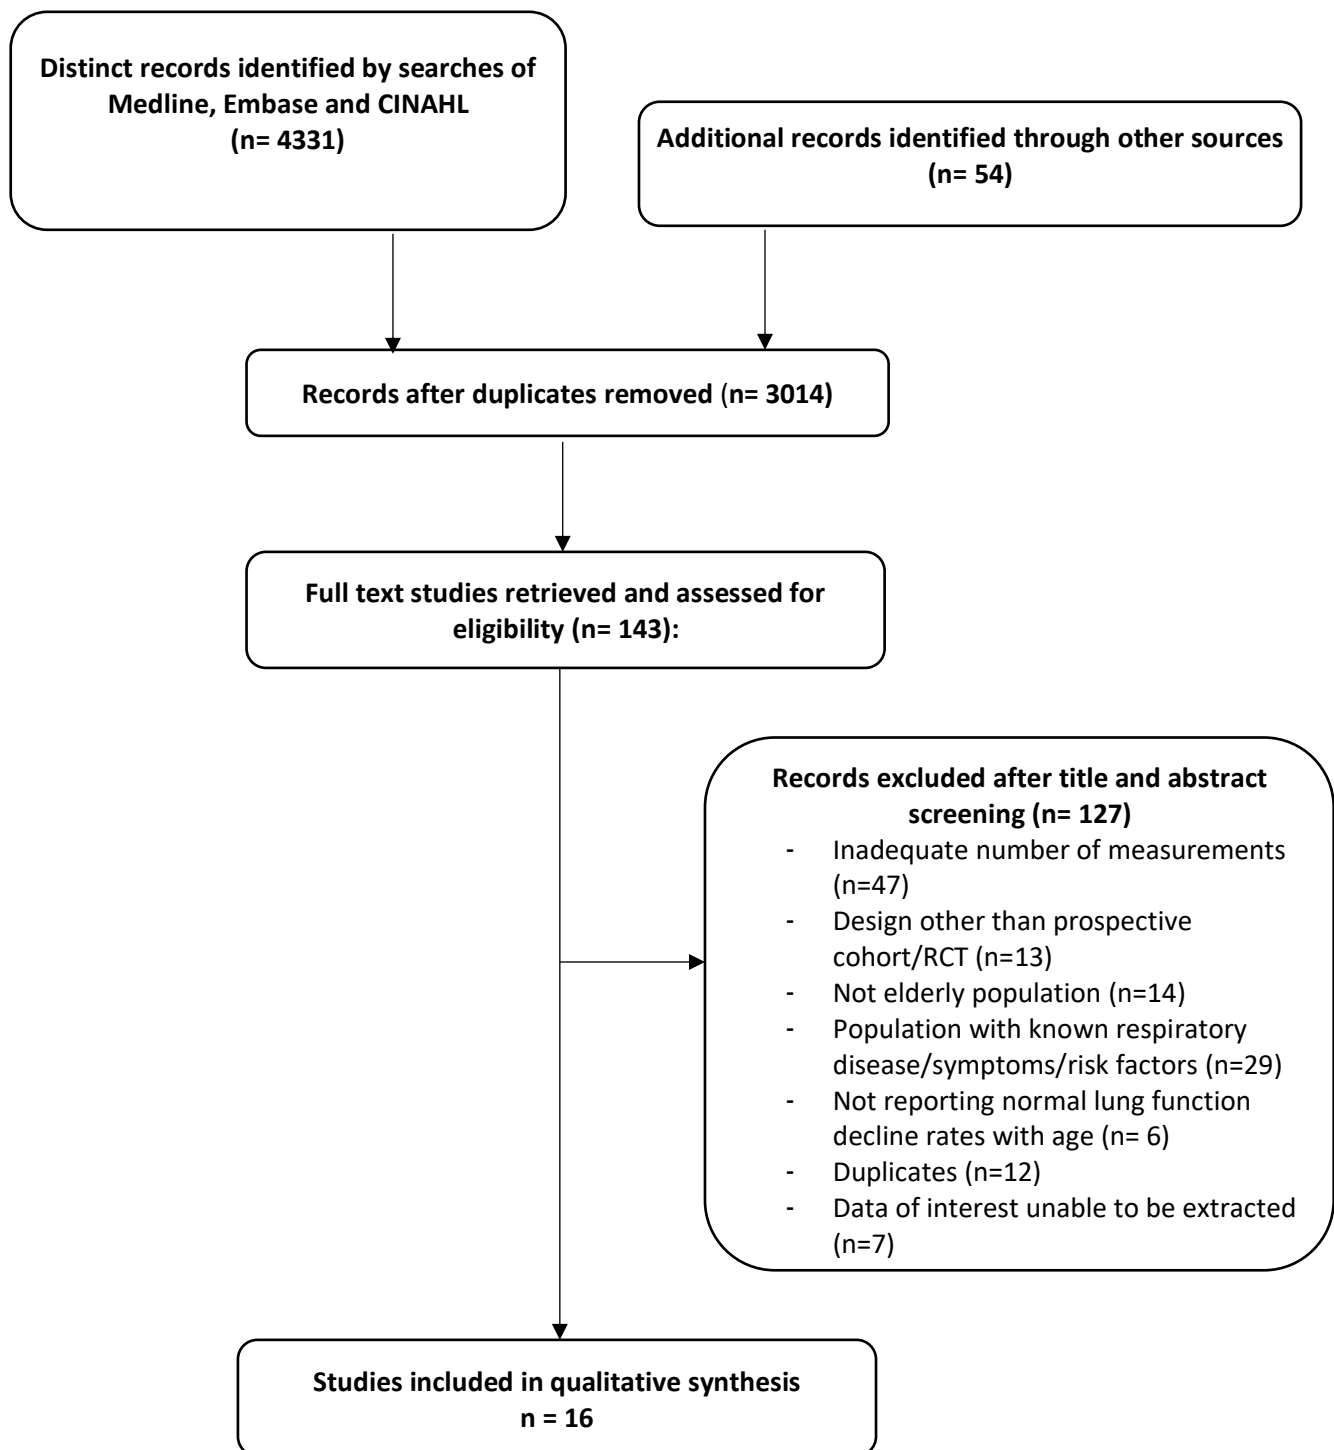 Distinct records identified by searches of
Medline, Embase and CINAHL
(n= 4331)
Additional records identified through other sources
(n= 54)
Records after duplicates removed (n= 3014)
Full text studies retrieved and assessed for
eligibility (n= 143):
Records excluded after title and abstract
screening (n= 127)
- Inadequate number of measurements
(n=47)
- Design other than prospective
cohort/RCT (n=13)
- Not elderly population (n=14)
- Population with known respiratory
disease/symptoms/risk factors (n=29)
- Not reporting normal lung function
decline rates with age (n= 6)
- Duplicates (n=12)
- Data of interest unable to be extracted
(n=7)
Studies included in qualitative synthesis
n = 16